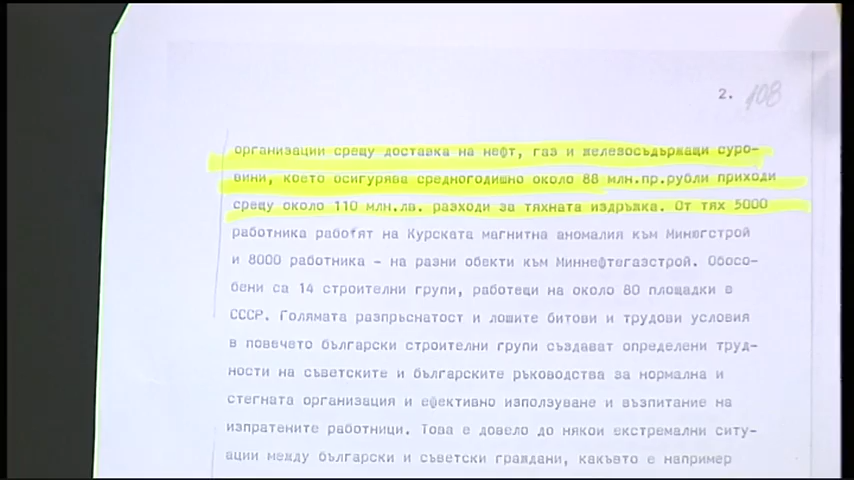 2. 108
организации срещу доставка на нефт, газ и железосъдържащи суро-
вини, което осигурява средногодишно около 88 млн.пр.рубли приходи
срещу около 110 млн.лв. разходи за тяхната издръжка. От тях 5000
работника работят на Курската магнитна аномалия към Минюгстрой
и 8000 работника - на разни обекти към Миннефтегазстрой. Обосо-
бени са 14 строителни групи, работещи на около 80 площадки в
СССР. Голямата разпръснатост и лошите битови и трудови условия
в повечето български строителни групи създават определени труд-
ности на съветските и българските ръководства за нормална и
стегната организация и ефективно използуване и възпитание на
изпратените работници. Това е довело до някои екстремални ситу-
ации между български и съветски граждани, какъвто е например